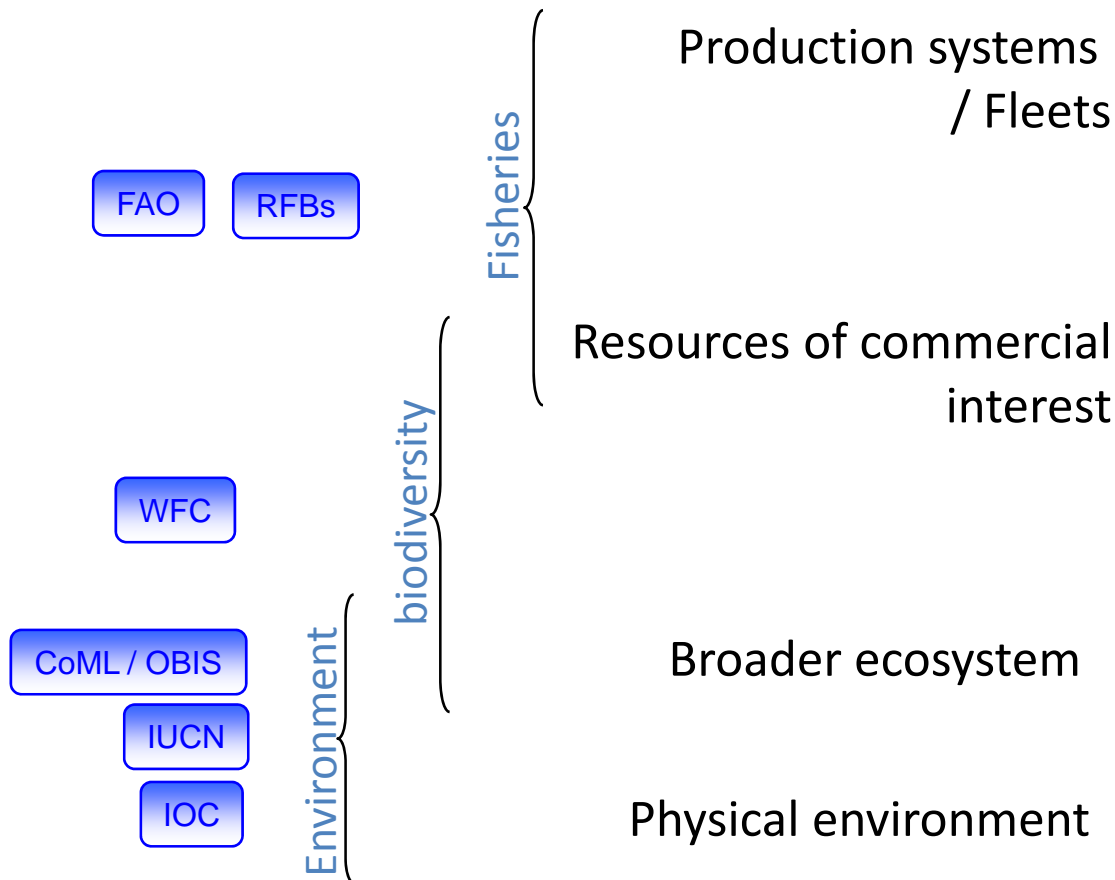 Production systems
/ Fleets
Fisheries
FAO
RFBs
Resources of commercial
interest
biodiversity
WFC
CoML / OBIS
Broader ecosystem
IUCN
Environment
IOC
Physical environment